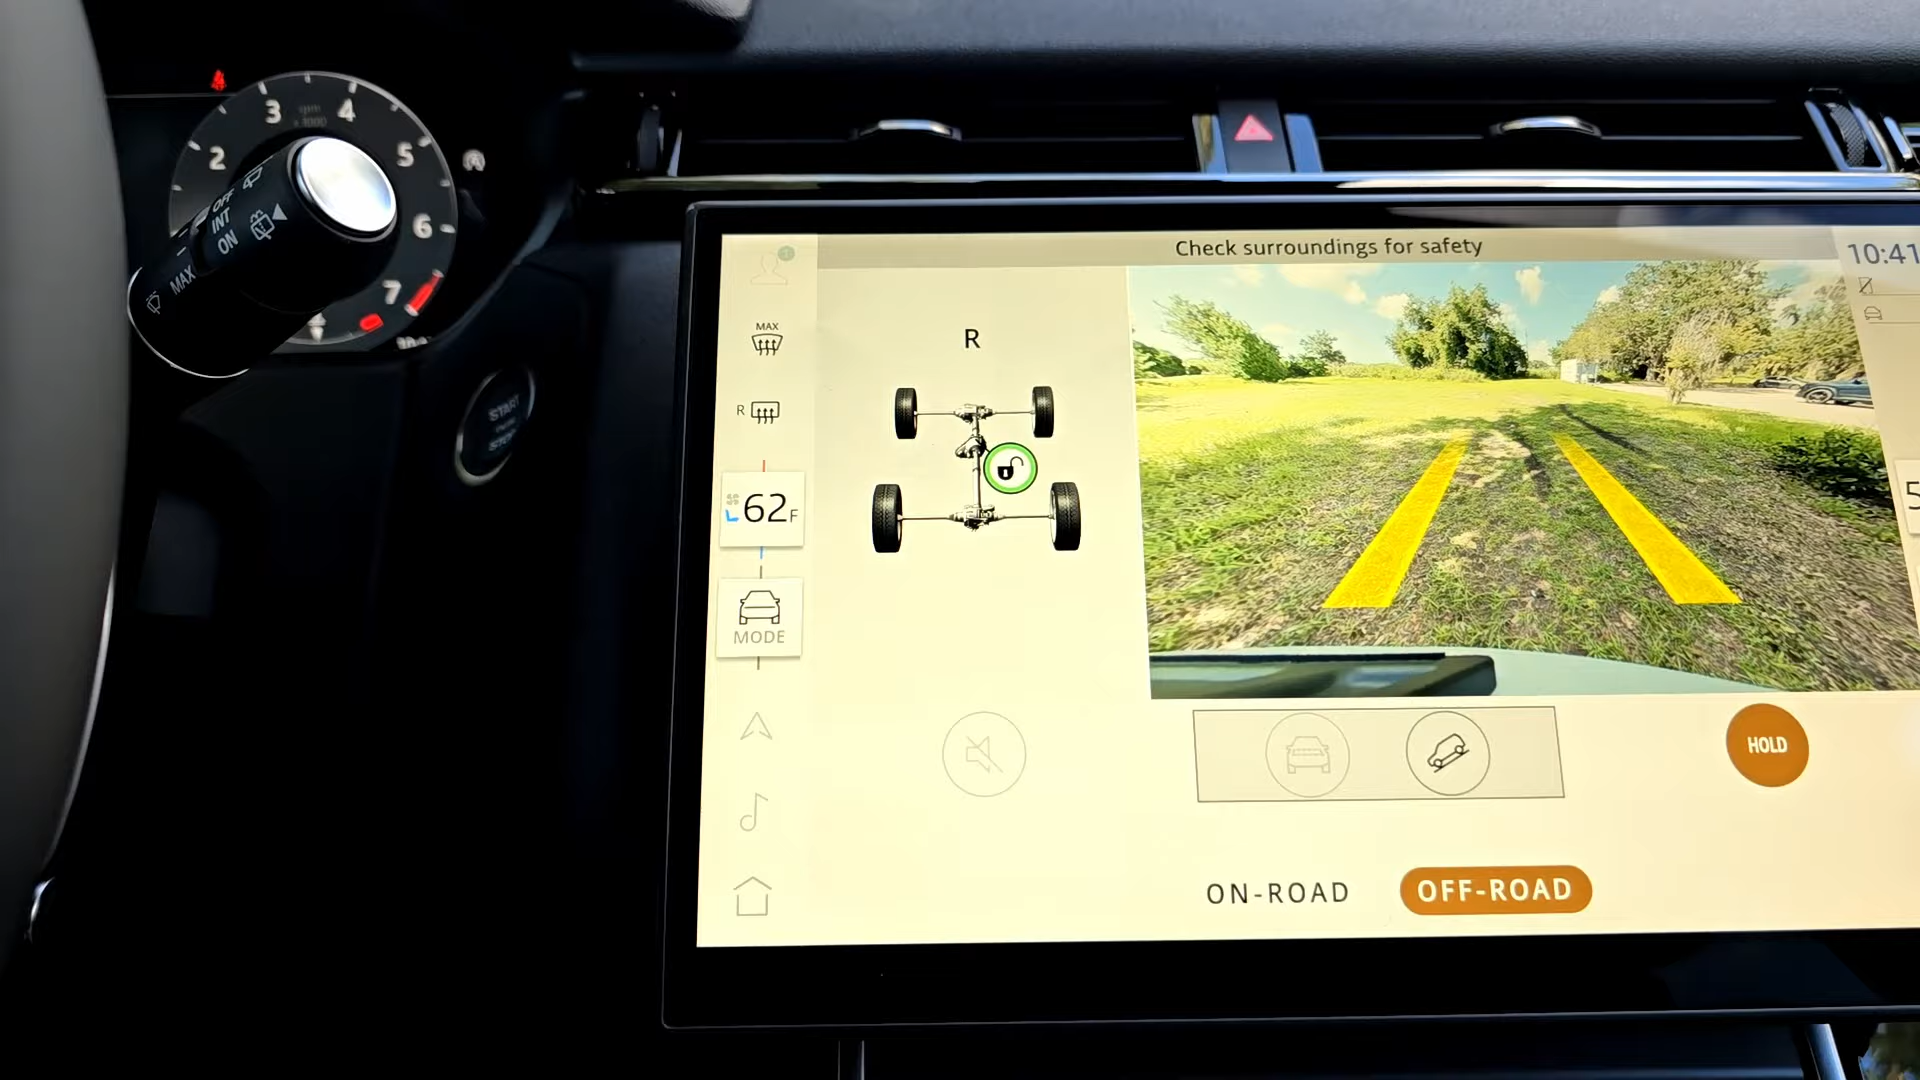 Check surroundings for safety
10:41
3
4
2
5
6
7
OFF
INT
ON
MAX
START
STOP
MAX
R
R
62F
5
MODE
HOLD
ON-ROAD
OFF-ROAD